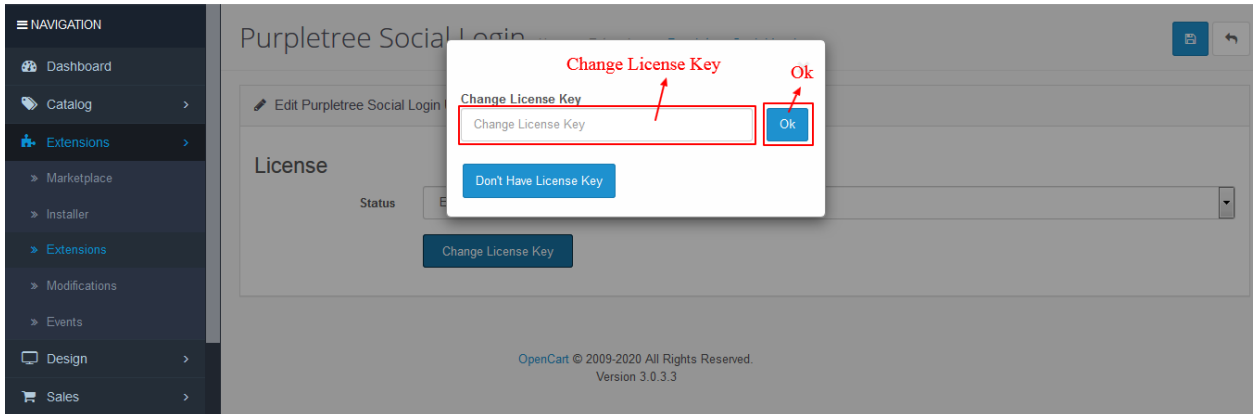 NAVIGATION
Dashboard
Catalog
Extensions
Marketplace
Installer
Extensions
Modifications
Events
Design
Sales
Purpletree Social Login
Edit Purpletree Social Login
License
Status
Change License Key
Change License Key
Ok
Change License Key
Change License Key
Ok
Don't Have License Key
OpenCart © 2009-2020 All Rights Reserved.
Version 3.0.3.3